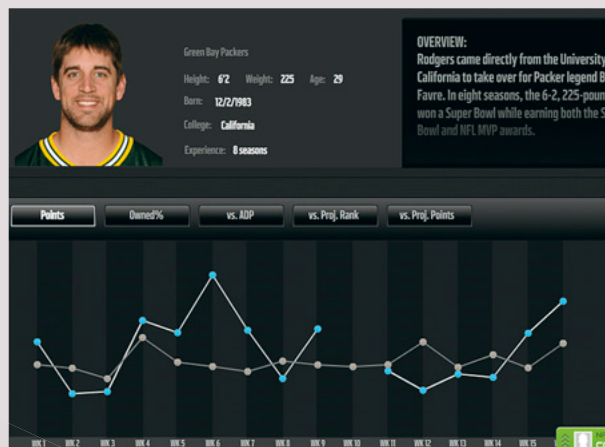 Green Bay Packers
Height: 6'2 Weight: 225 Age: 29
Born: 12/2/1983
College: California
Experience: 8 seasons
OVERVIEW:
Rodgers came directly from the University
California to take over for Packer legend B
Favre. In eight seasons, the 6-2, 225-poun
won a Super Bowl while earning both the S
Bowl and NFL MVP awards.
Points Owned% vs. ADP vs. Proj. Rank vs. Proj. Points
WK 1 WK 2 WK 3 WK 4 WK 5 WK 6 WK 7 WK 8 WK 9 WK 10 WK 11 WK 12 WK 13 WK 14 WK 15